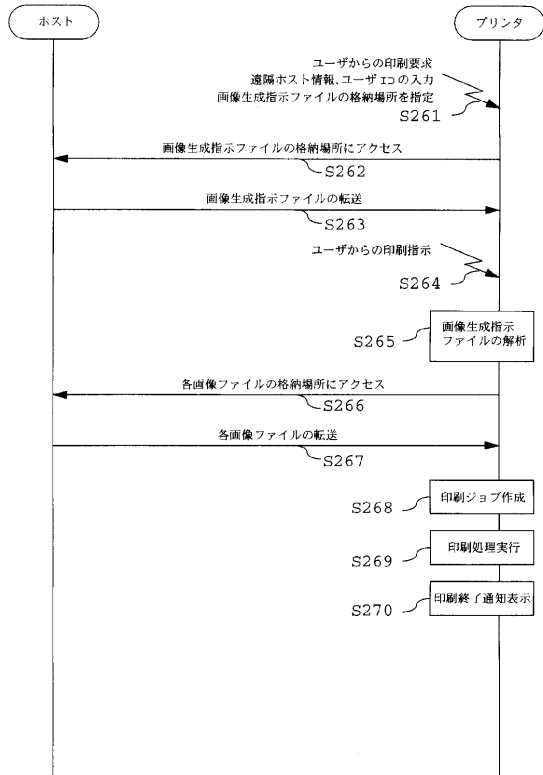 ホスト
プリンタ
ユーザからの印刷要求
遠隔ホスト情報、ユーザIDの入力
画像生成指示ファイルの格納場所を指定
S261
画像生成指示ファイルの格納場所にアクセス
S262
画像生成指示ファイルの転送
S263
ユーザからの印刷指示
S264
画像生成指示
ファイルの解析
S265
各画像ファイルの格納場所にアクセス
S266
各画像ファイルの転送
S267
印刷ジョブ作成
S268
印刷処理実行
S269
印刷終了通知表示
S270